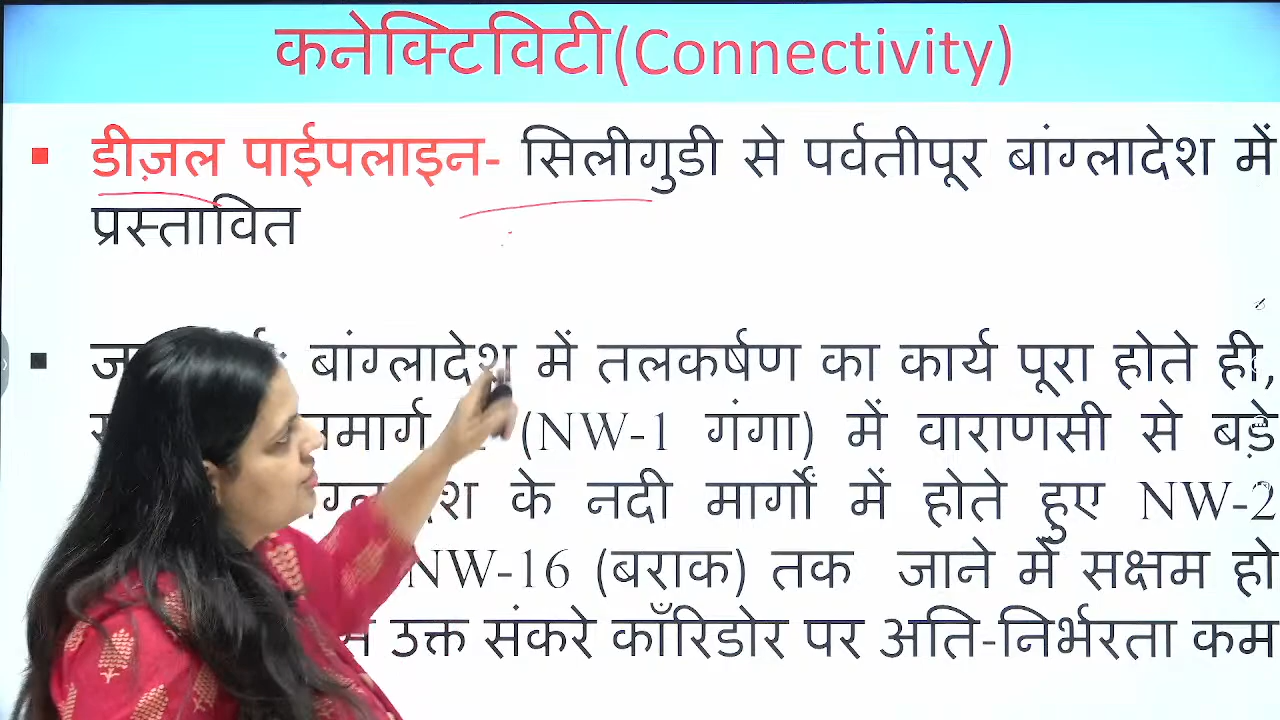 कनेक्टिविटी(Connectivity)
डीज़ल पाईपलाइन- सिलीगुडी से पर्वतीपूर बांग्लादेश में
प्रस्तावित
बांग्लादेश में तलकर्षण का कार्य पूरा होते ही,
(NW-1 गंगा) में वाराणसी से बड़े
के नदी मार्गों में होते हुए NW-2
NW-16 (बराक) तक जाने में सक्षम हो
उक्त संकरे कॉरिडोर पर अति-निर्भरता कम